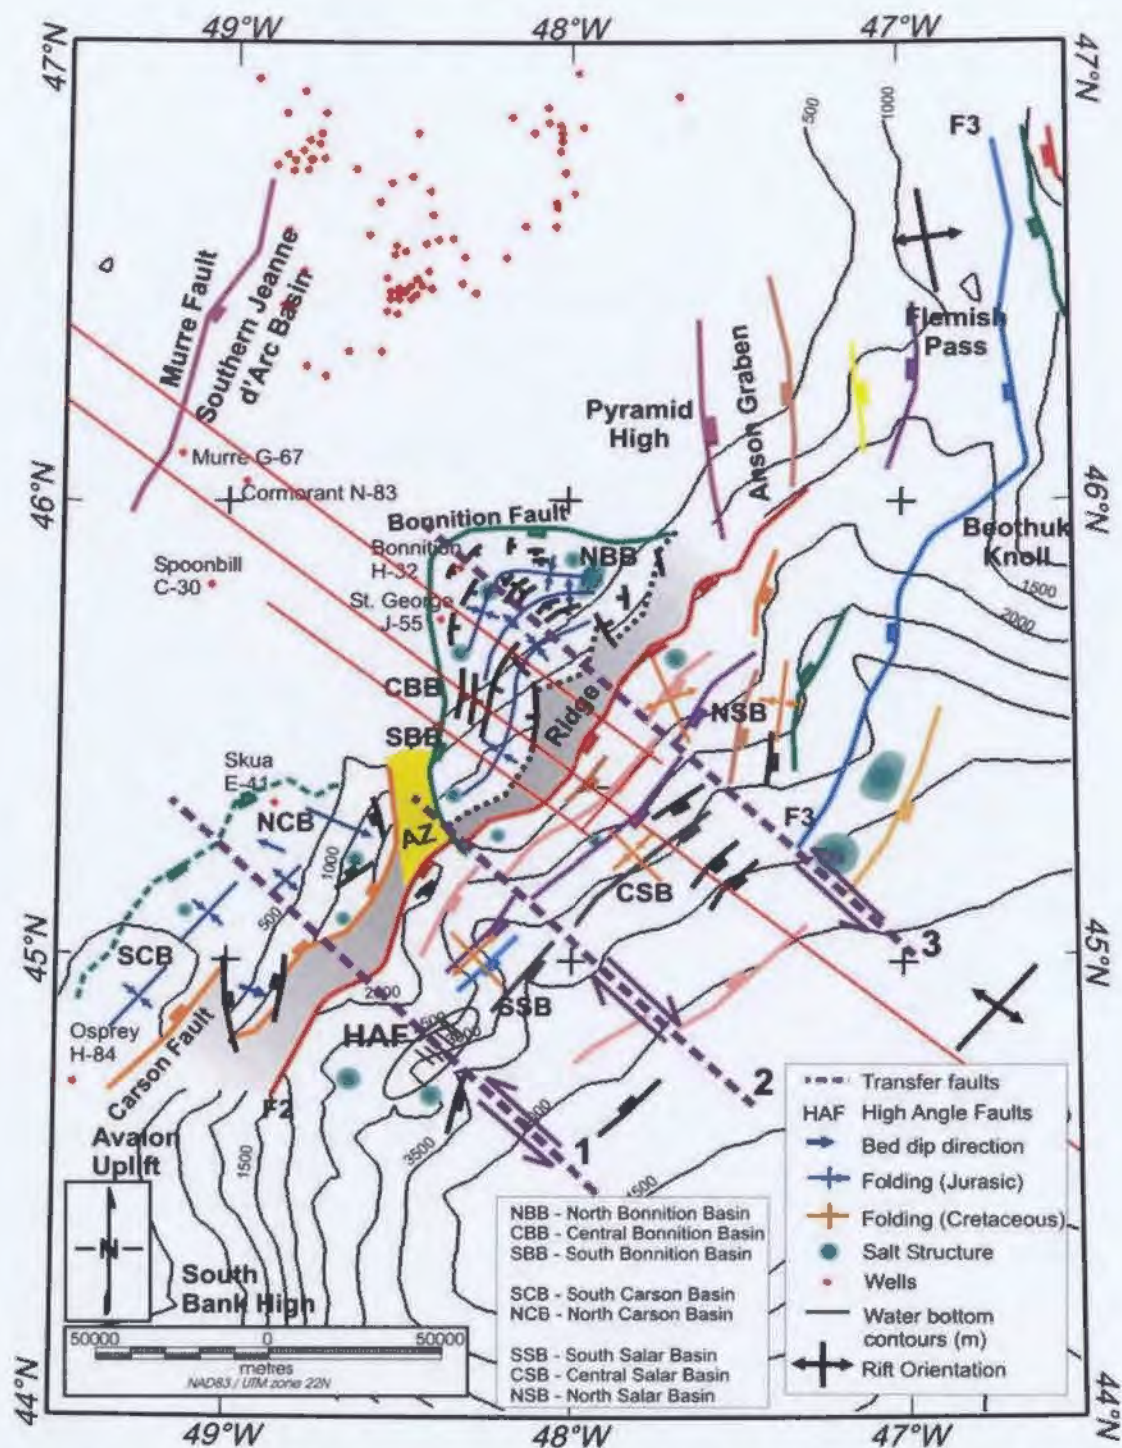 49°W
48°W
47°W
47°N
47°N
500
1000
F3
Murre Fault
Southern Jeanne
d'Arc Basin
Flemish
Pass
Pyramid
High
Anson Graben
Murre G-67
Cormorant N-83
46°N
46°N
Bonnition Fault
Bonnition
H-32
NBB
Beothuk
Knoll
Spoonbill
C-30
St. George
J-55
1500
2000
CBB
Ridge
NSB
SBB
Skua
E-41
NCB
AZ
F3
1000
CSB
500
45°N
45°N
SCB
3
SSB
Osprey
H-84
HAF
Carson Fault
2
F2
Avalon
Uplift
1500
3500
1
1500
Transfer faults
HAF High Angle Faults
Bed dip direction
Folding (Jurasic)
Folding (Cretaceous)
Salt Structure
Wells
Water bottom
contours (m)
Rift Orientation
NBB - North Bonnition Basin
CBB - Central Bonnition Basin
SBB - South Bonnition Basin
SCB - South Carson Basin
NCB - North Carson Basin
SSB - South Salar Basin
CSB - Central Salar Basin
NSB - North Salar Basin
N
South
Bank High
50000 0 50000
metres
NAD83 / UTM zone 22N
44°N
44°N
49°W
48°W
47°W